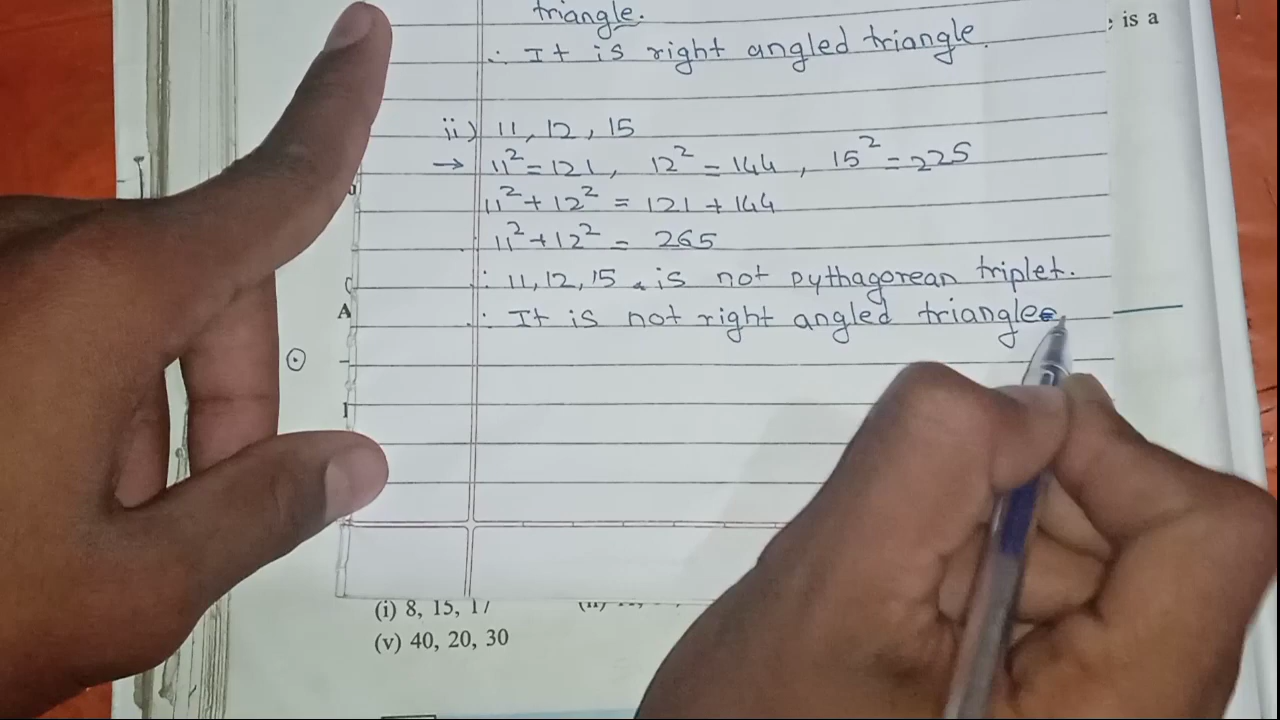 triangle.
∴ It is right angled triangle.
; is a
ii) 11, 12, 15
→ 11² = 121, 12² = 144, 15² = 225
11² + 12² = 121 + 144
11² + 12² = 265
∴ 11, 12, 15 is not pythagorean triplet.
A
∴ It is not right angled triangle
(i) 8, 15, 17
(v) 40, 20, 30